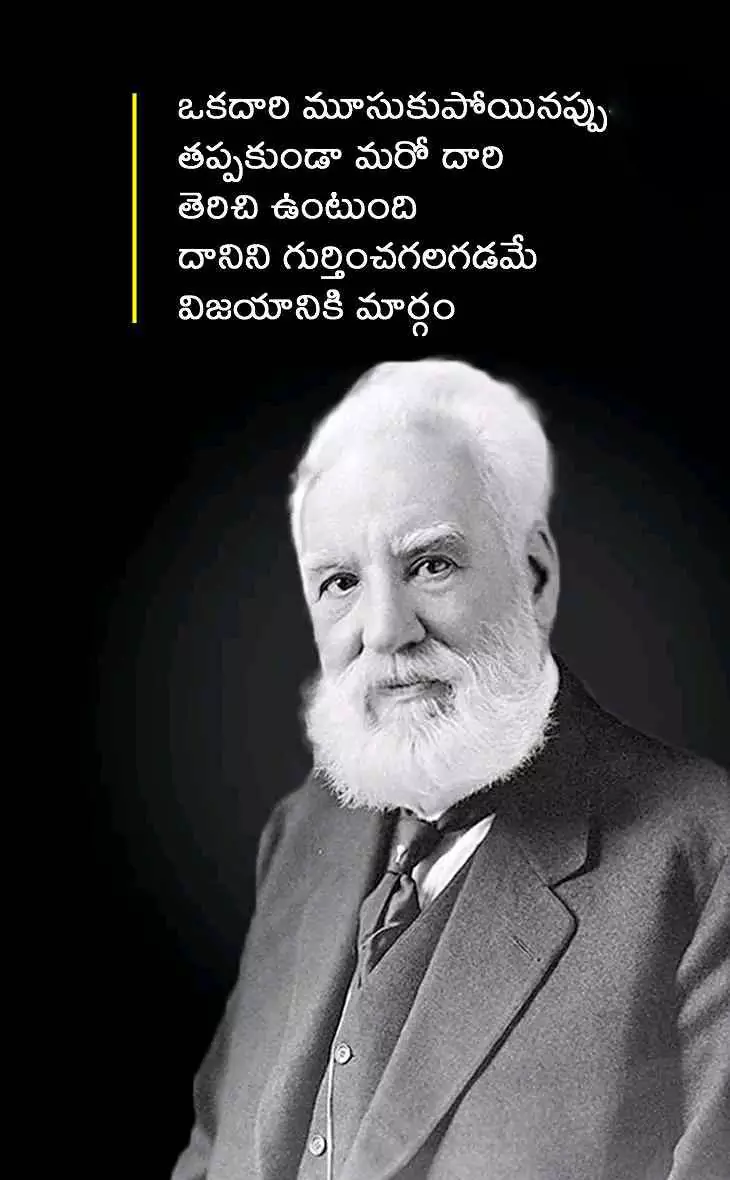 ఒకదారి మూసుకుపోయినప్పు
తప్పకుండా మరో దారి
తెరిచి ఉంటుంది
దానిని గుర్తించగలగడమే
విజయానికి మార్గం